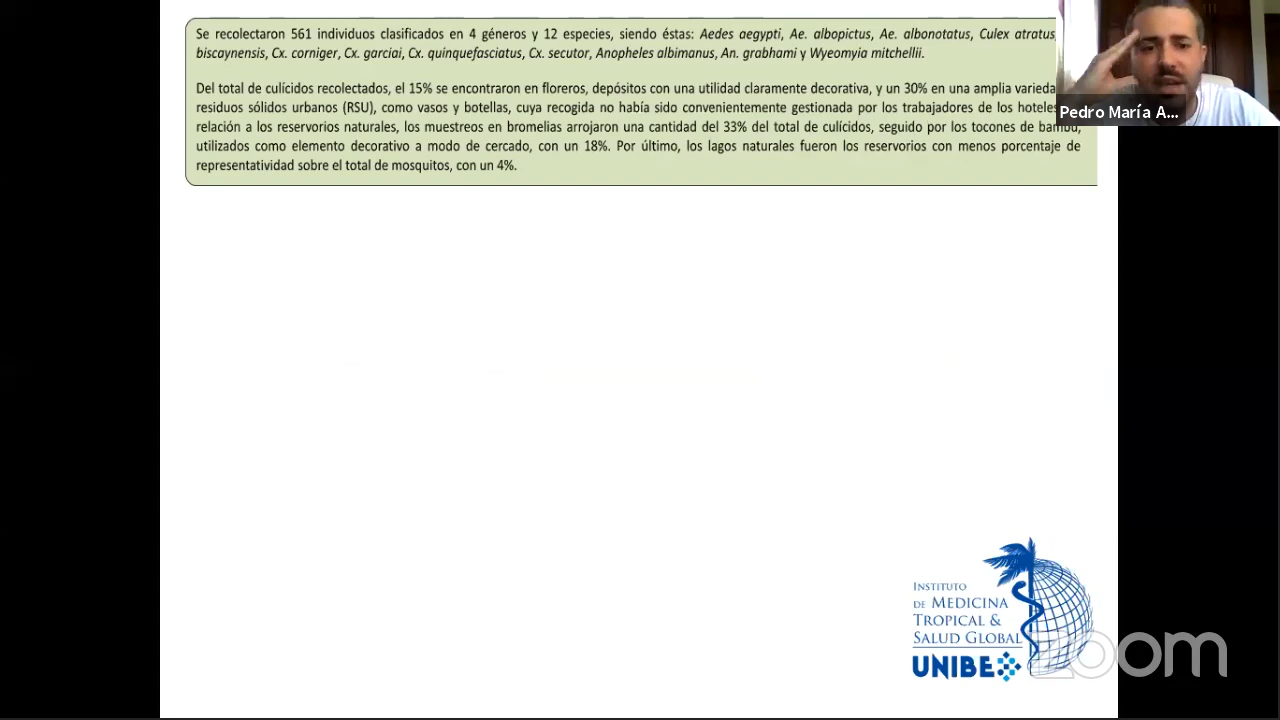 Se recolectaron 561 individuos clasificados en 4 géneros y 12 especies, siendo éstas: Aedes aegypti, Ae. albopictus, Ae. albonotatus, Culex atratus,
biscaynensis, Cx. corniger, Cx. garciai, Cx. quinquefasciatus, Cx. secutor, Anopheles albimanus, An. grabhami y Wyeomyia mitchellii.
Del total de culícidos recolectados, el 15% se encontraron en floreros, depósitos con una utilidad claramente decorativa, y un 30% en una amplia varieda
residuos sólidos urbanos (RSU), como vasos y botellas, cuya recogida no había sido convenientemente gestionada por los trabajadores de los hoteles
relación a los reservorios naturales, los muestreos en bromelias arrojaron una cantidad del 33% del total de culícidos, seguido por los tocones de bambú,
utilizados como elemento decorativo a modo de cercado, con un 18%. Por último, los lagos naturales fueron los reservorios con menos porcentaje de
representatividad sobre el total de mosquitos, con un 4%.
Pedro María A...
INSTITUTO
DE MEDICINA
TROPICAL &
SALUD GLOBAL
UNIBE
zoom